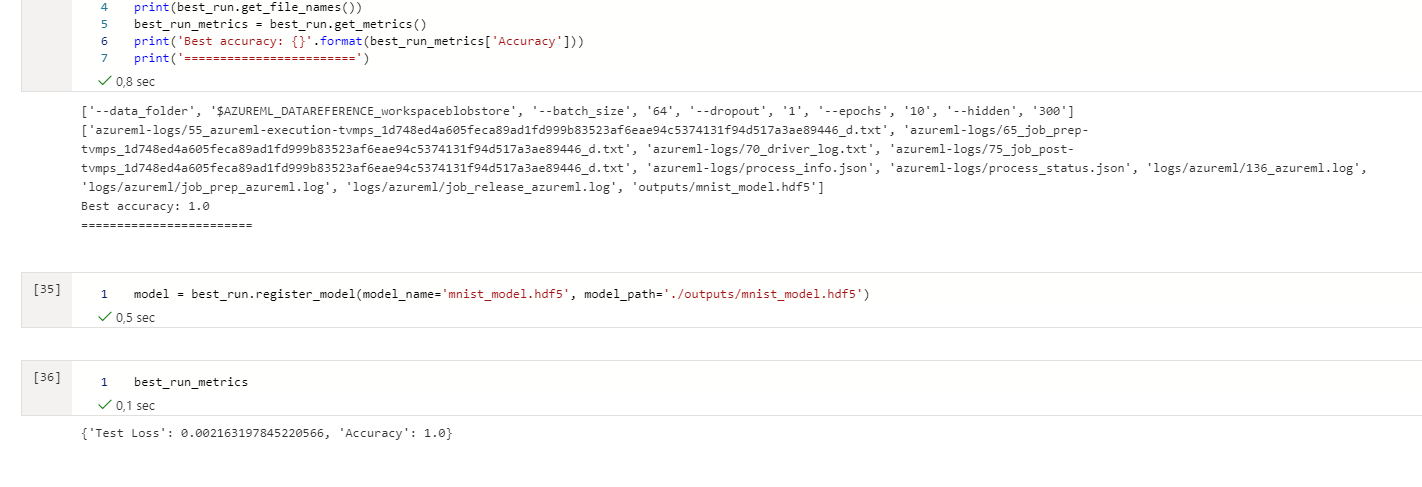 4 print(best_run.get_file_names())
5 best_run_metrics = best_run.get_metrics()
6 print('Best accuracy: {}'.format(best_run_metrics['Accuracy']))
7 print('========================')
0,8 sec
['--data_folder', '$AZUREML_DATAREFERENCE_workspaceblobstore', '--batch_size', '64', '--dropout', '1', '--epochs', '10', '--hidden', '300']
['azureml-logs/55_azureml-execution-tvmps_1d748ed4a605feca89ad1fd999b83523af6eae94c5374131f94d517a3ae89446_d.txt', 'azureml-logs/65_job_prep-
tvmps_1d748ed4a605feca89ad1fd999b83523af6eae94c5374131f94d517a3ae89446_d.txt', 'azureml-logs/70_driver_log.txt', 'azureml-logs/75_job_post-
tvmps_1d748ed4a605feca89ad1fd999b83523af6eae94c5374131f94d517a3ae89446_d.txt', 'azureml-logs/process_info.json', 'azureml-logs/process_status.json', 'logs/azureml/136_azureml.log',
'logs/azureml/job_prep_azureml.log', 'logs/azureml/job_release_azureml.log', 'outputs/mnist_model.hdf5']
Best accuracy: 1.0
========================
[35] 1 model = best_run.register_model(model_name='mnist_model.hdf5', model_path='./outputs/mnist_model.hdf5')
0,5 sec
[36] 1 best_run_metrics
0,1 sec
{'Test Loss': 0.002163197845220566, 'Accuracy': 1.0}